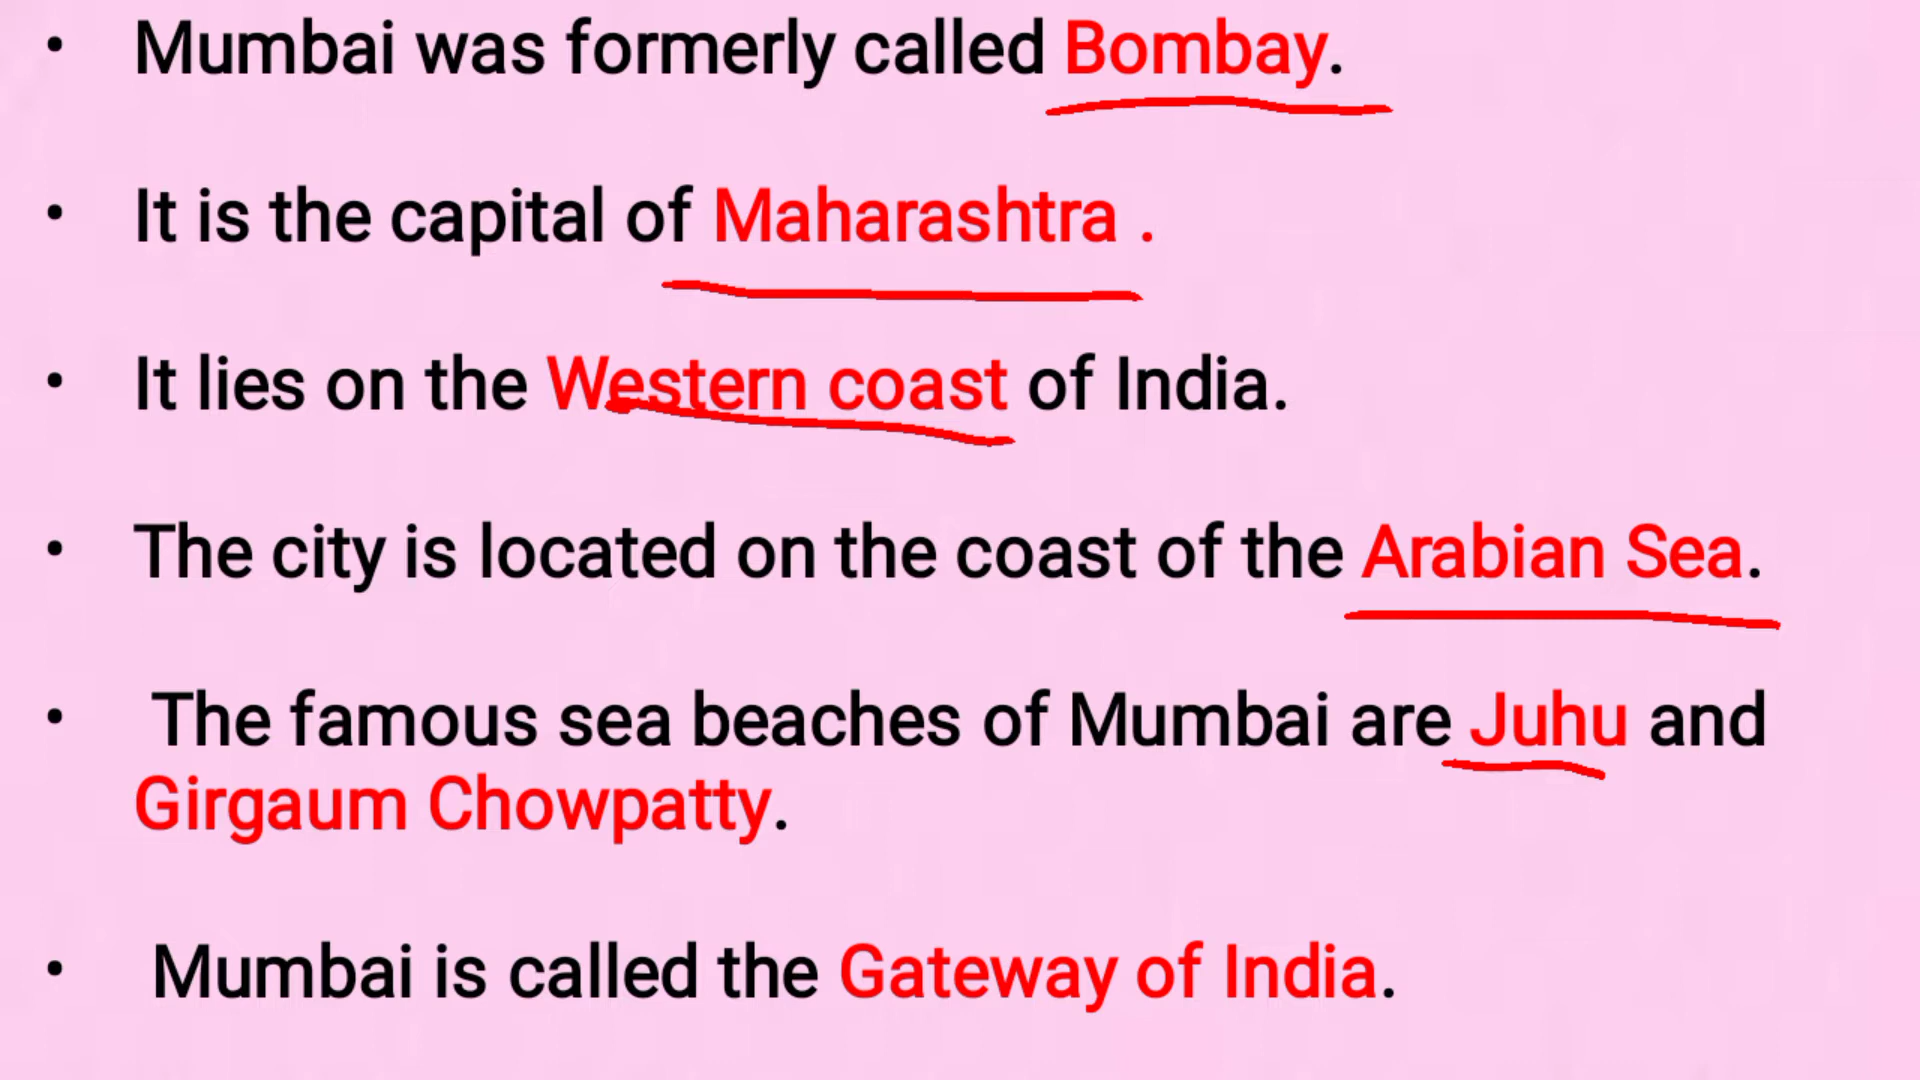 • Mumbai was formerly called Bombay.
• It is the capital of Maharashtra .
• It lies on the Western coast of India.
• The city is located on the coast of the Arabian Sea.
• The famous sea beaches of Mumbai are Juhu and
Girgaum Chowpatty.
• Mumbai is called the Gateway of India.